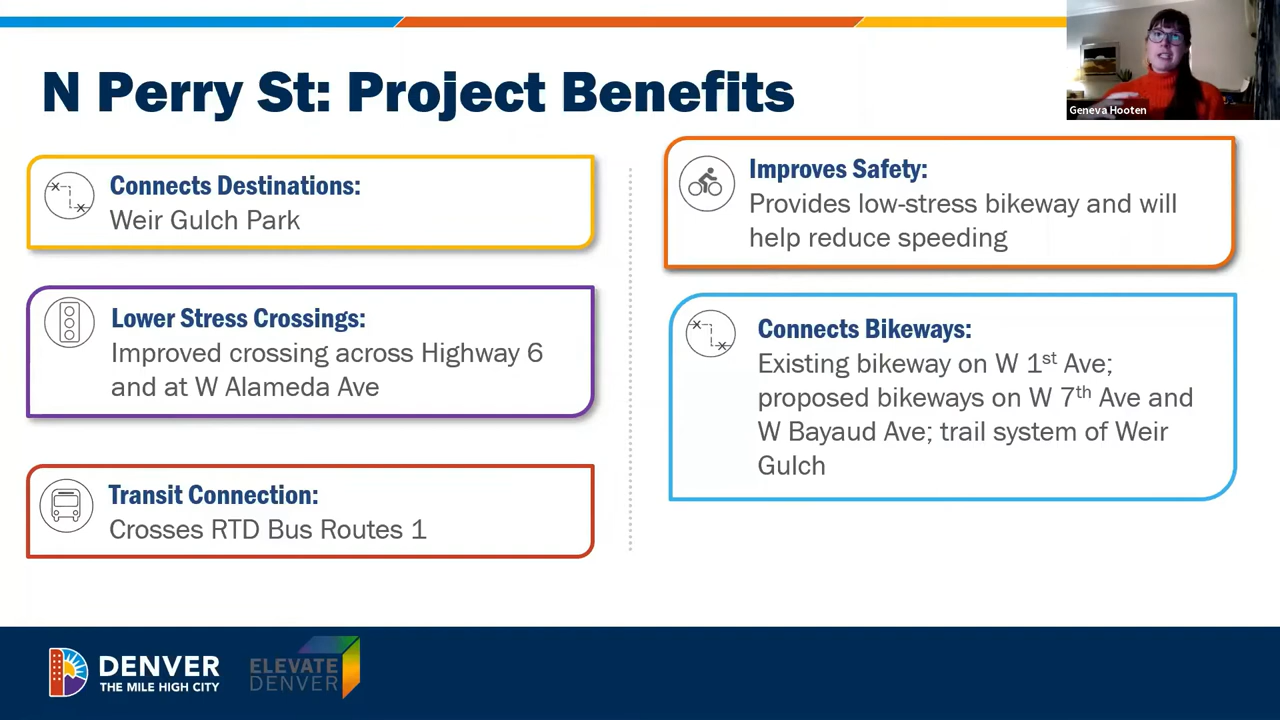 N Perry St: Project Benefits
Geneva Hooten
Connects Destinations:
Weir Gulch Park
Lower Stress Crossings:
Improved crossing across Highway 6
and at W Alameda Ave
Transit Connection:
Crosses RTD Bus Routes 1
Improves Safety:
Provides low-stress bikeway and will
help reduce speeding
Connects Bikeways:
Existing bikeway on W 1st Ave;
proposed bikeways on W 7th Ave and
W Bayaud Ave; trail system of Weir
Gulch
DENVER
THE MILE HIGH CITY
ELEVATE
DENVER